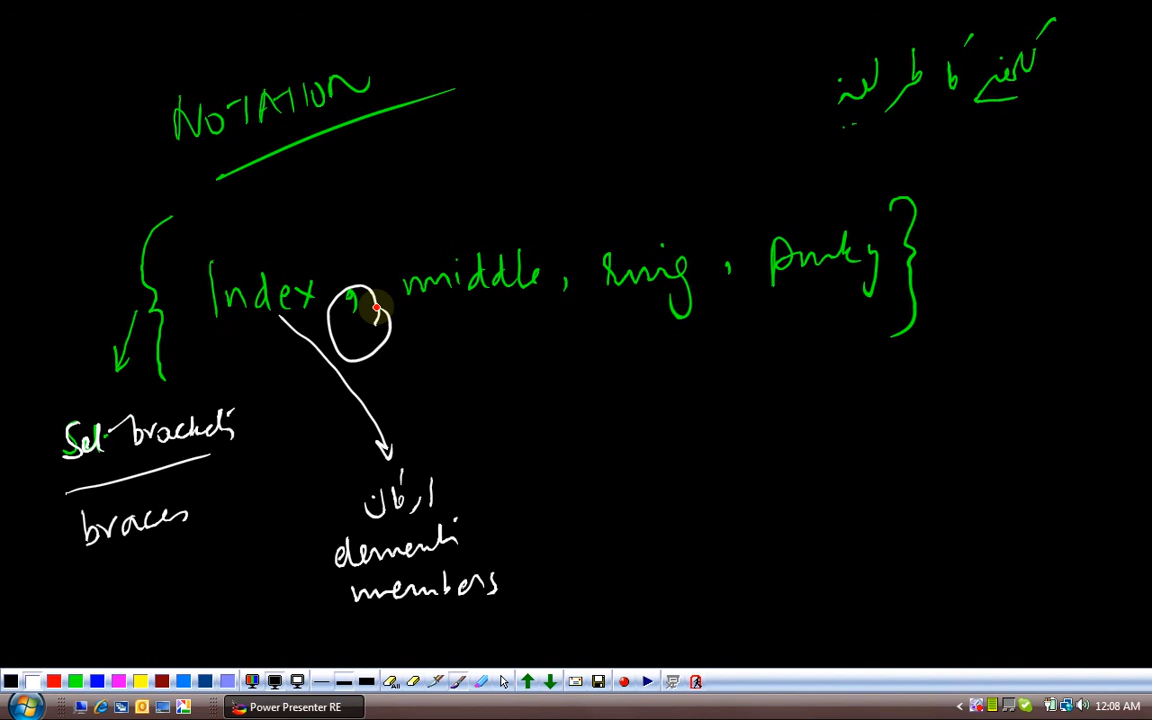 لکھنے کا طریقہ
NOTATION
{ Index , middle, ring , pinky }
Set brackets
braces
ارکان
elements
members
Power Presenter RE
12:08 AM